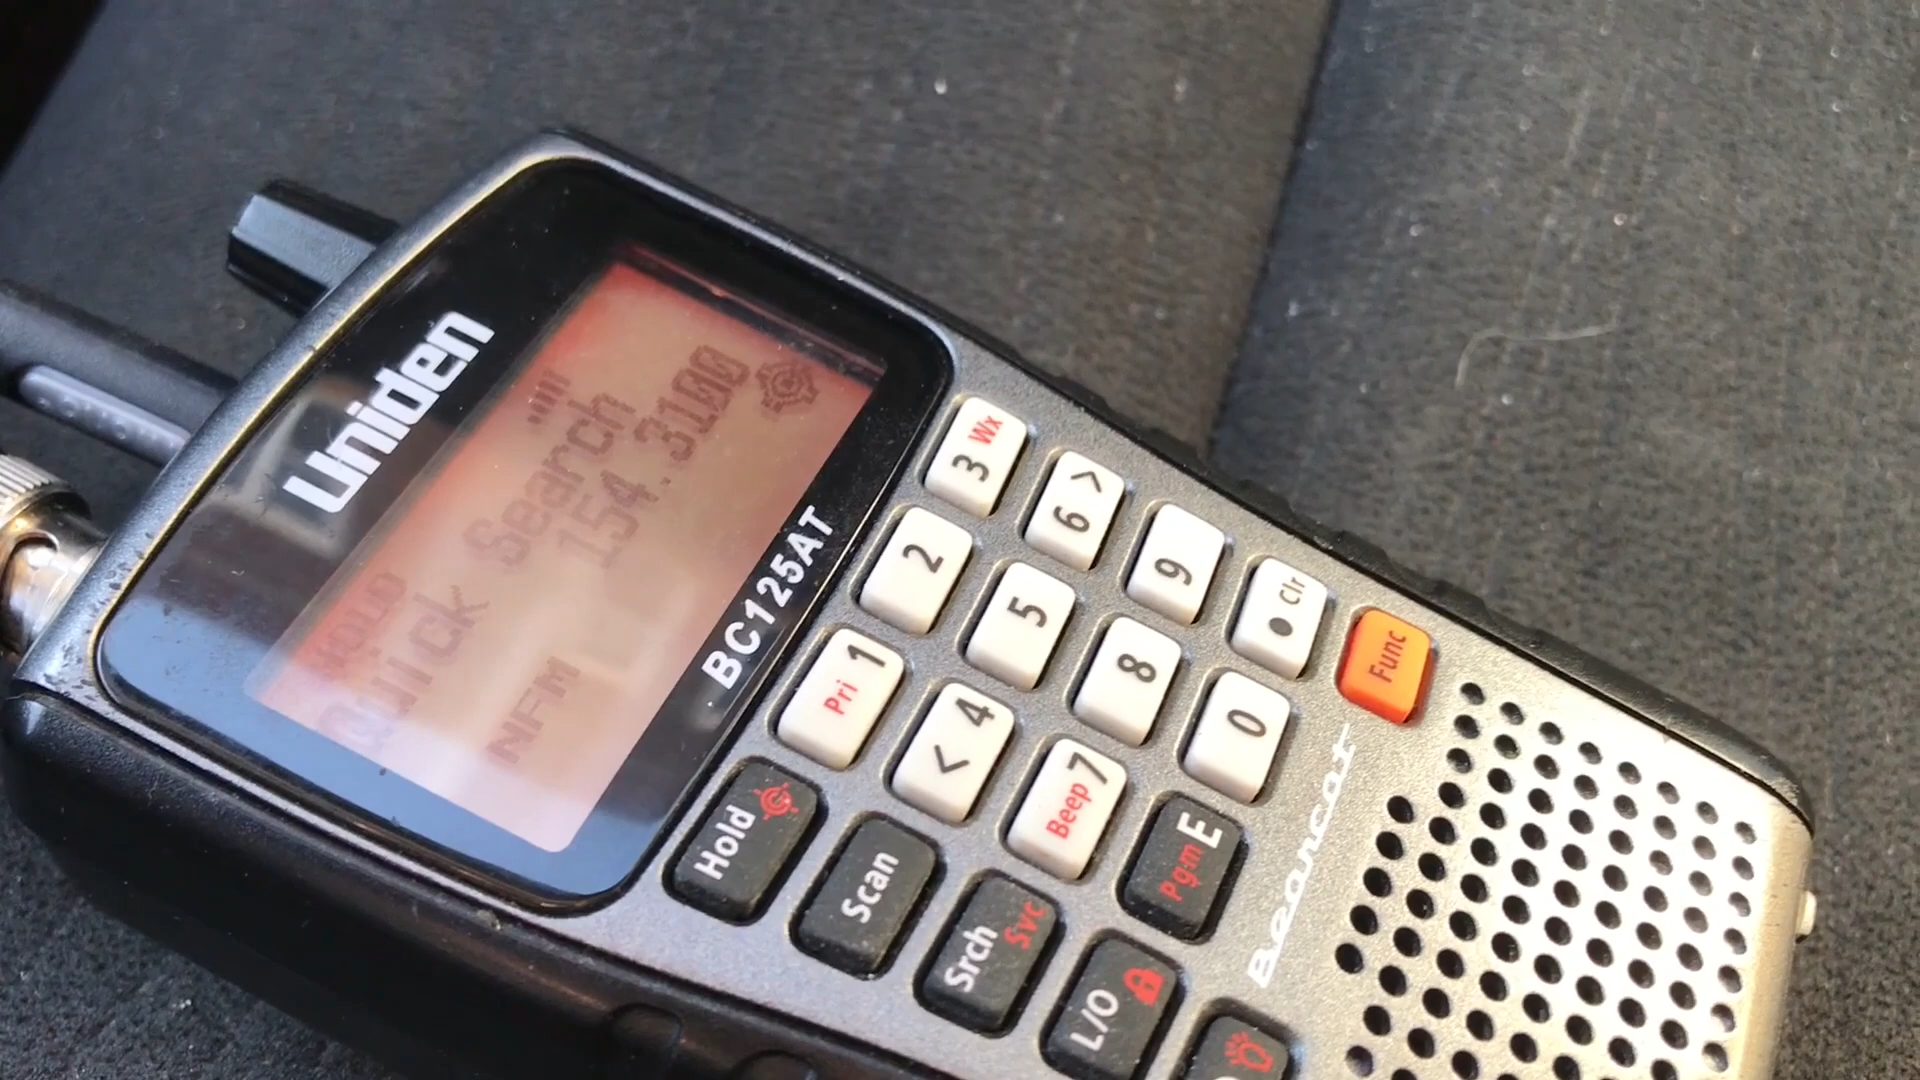 Uniden
HOLD
Quick Search
154.3100
NFM
BC125AT
Pri 1
2
3 Wx
< 4
5
6 >
Beep 7
8
9
Pgm E
0
• Clr
Hold
Scan
Srch Svc
L/O
Func
Bearcat